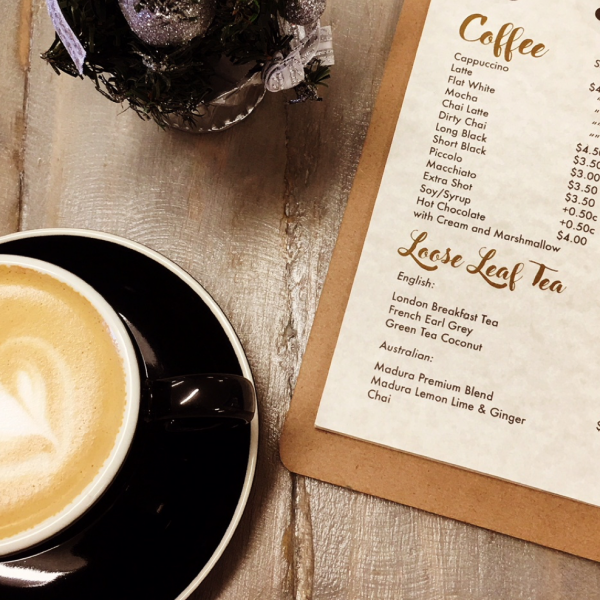 Coffee
Cappuccino
Latte
Flat White
Mocha
Chai Latte
Dirty Chai $4.5
Long Black $3.50
Short Black $3.00
Piccolo $3.50
Macchiato $3.50
Extra Shot +0.50c
Soy/Syrup +0.50c
Hot Chocolate $4.00
with Cream and Marshmallow
Loose Leaf Tea
English:
London Breakfast Tea
French Earl Grey
Green Tea Coconut
Australian:
Madura Premium Blend
Madura Lemon Lime & Ginger
Chai